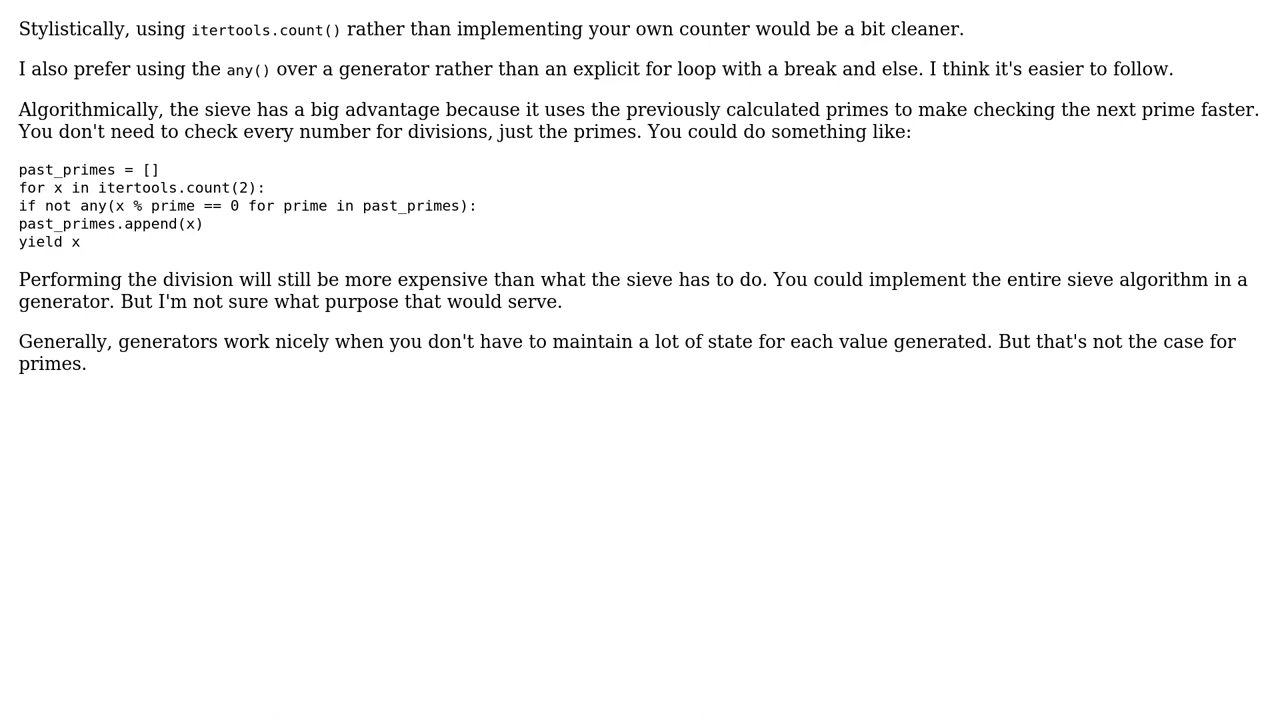 Stylistically, using itertools.count() rather than implementing your own counter would be a bit cleaner.
I also prefer using the any() over a generator rather than an explicit for loop with a break and else. I think it's easier to follow.
Algorithmically, the sieve has a big advantage because it uses the previously calculated primes to make checking the next prime faster.
You don't need to check every number for divisions, just the primes. You could do something like:
past_primes = []
for x in itertools.count(2):
if not any(x % prime == 0 for prime in past_primes):
past_primes.append(x)
yield x
Performing the division will still be more expensive than what the sieve has to do. You could implement the entire sieve algorithm in a
generator. But I'm not sure what purpose that would serve.
Generally, generators work nicely when you don't have to maintain a lot of state for each value generated. But that's not the case for
primes.